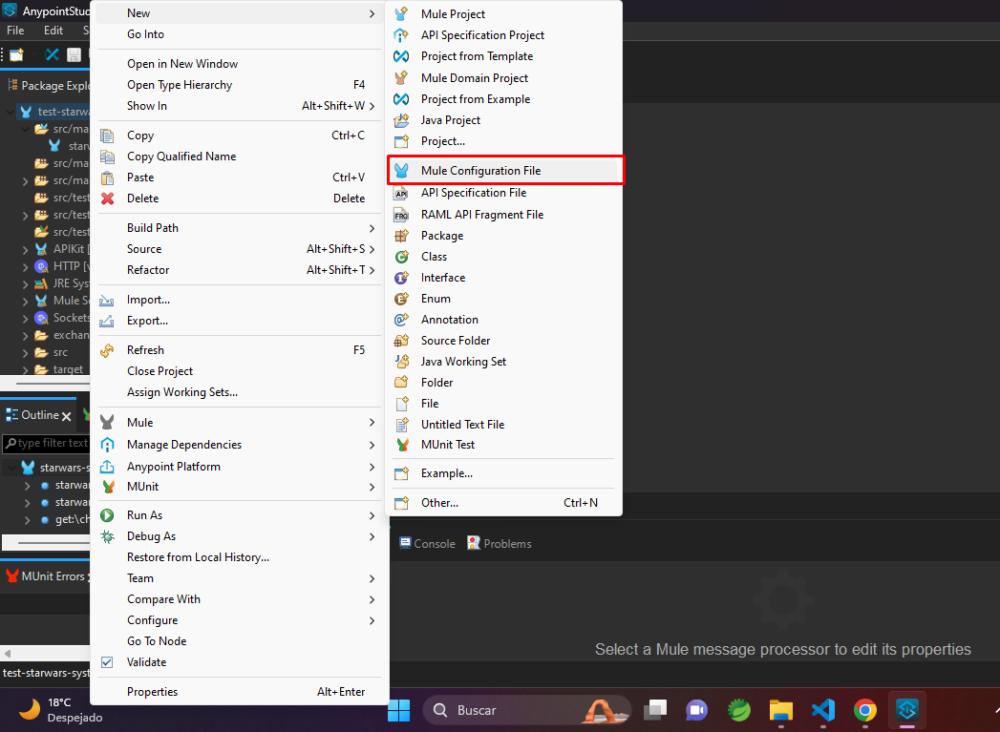 AnypointStud
File Edit S
Package Explo
test-starwa
src/ma
starw
src/ma
src/ma
src/test
src/test
src/test
APIKit [
HTTP [v
JRE Sys
Mule Se
Sockets
exchan
src
target
Outline
type filter text
starwars-s
starwar
starwar
get:\ch
MUnit Errors
test-starwars-syst
New
Go Into
Open in New Window
Open Type Hierarchy F4
Show In Alt+Shift+W
Copy Ctrl+C
Copy Qualified Name
Paste Ctrl+V
Delete Delete
Build Path
Source Alt+Shift+S
Refactor Alt+Shift+T
Import...
Export...
Refresh F5
Close Project
Assign Working Sets...
Mule
Manage Dependencies
Anypoint Platform
MUnit
Run As
Debug As
Restore from Local History...
Team
Compare With
Configure
Go To Node
Validate
Properties Alt+Enter
Mule Project
API Specification Project
Project from Template
Mule Domain Project
Project from Example
Java Project
Project...
Mule Configuration File
API Specification File
RAML API Fragment File
Package
Class
Interface
Enum
Annotation
Source Folder
Java Working Set
Folder
File
Untitled Text File
MUnit Test
Example...
Other... Ctrl+N
Console Problems
Select a Mule message processor to edit its properties
18°C
Despejado
Buscar